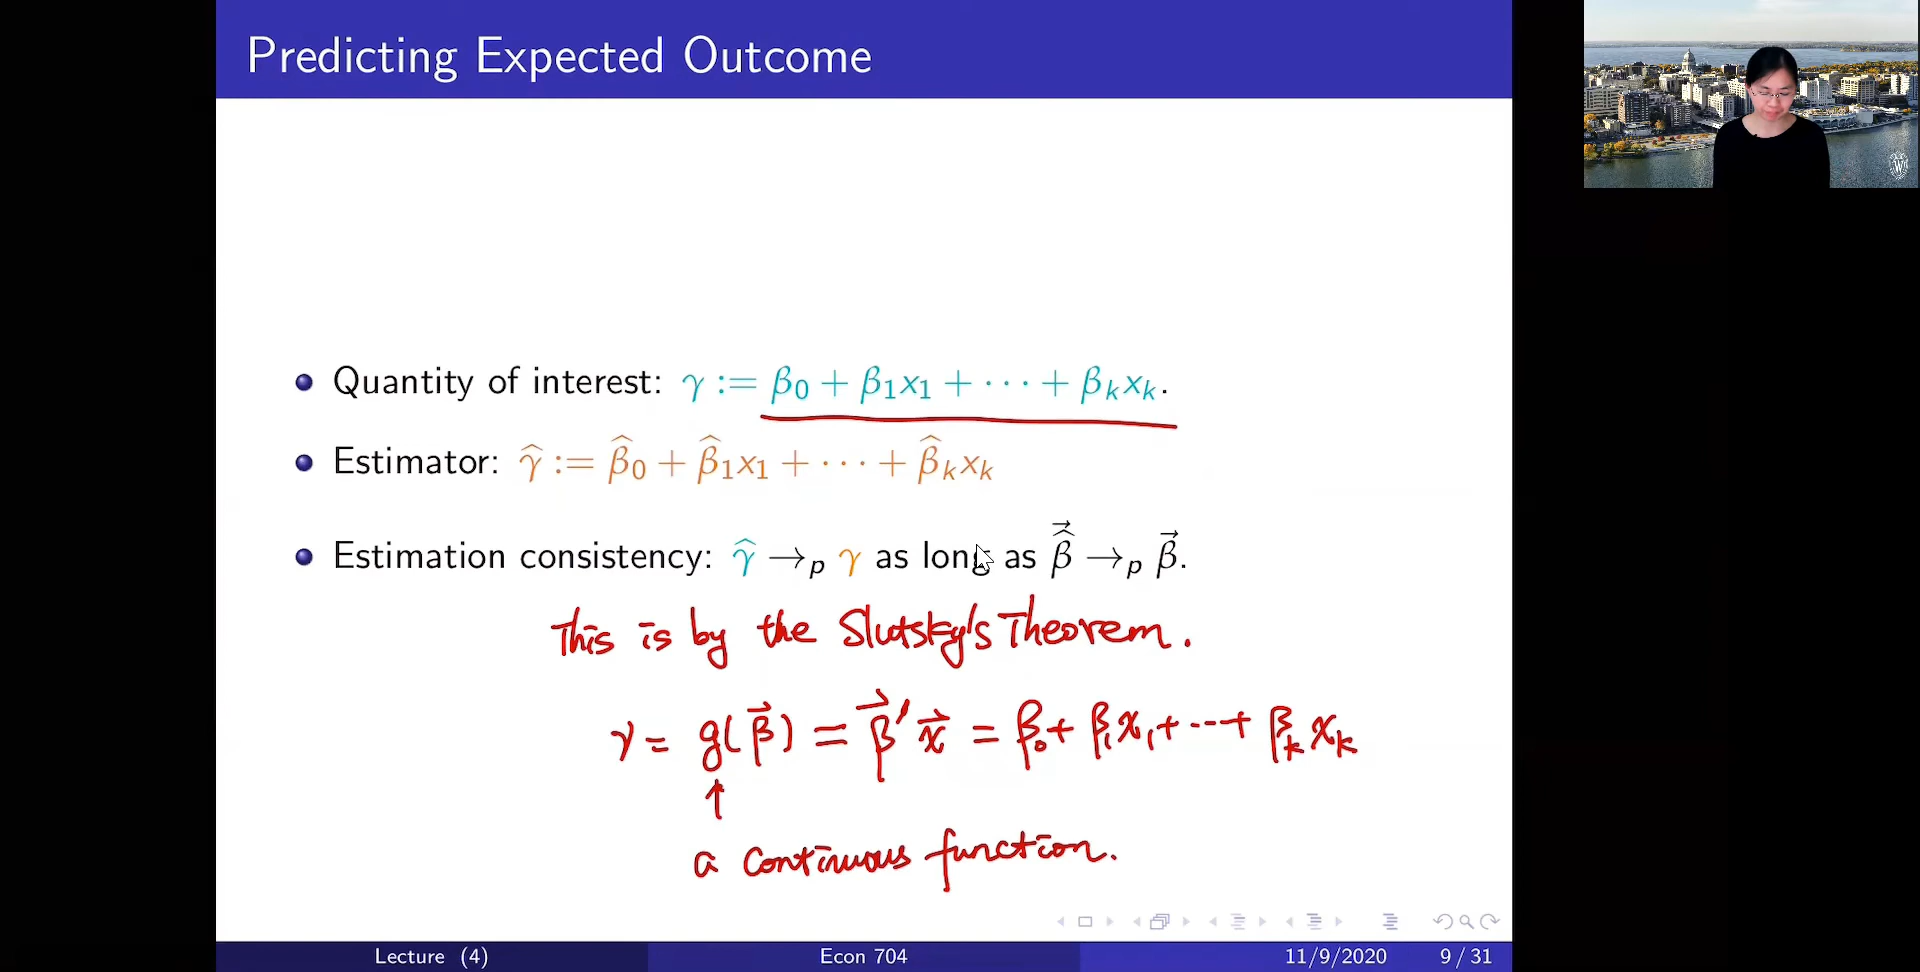 Predicting Expected Outcome
Quantity of interest: γ := β₀ + β₁x₁ + ··· + βₖxₖ.
Estimator: γ̂ := β̂₀ + β̂₁x₁ + ··· + β̂ₖxₖ
Estimation consistency: γ̂ →ₚ γ as long as β̂⃗ →ₚ β⃗.
This is by the Slutsky's Theorem.
γ = g(β⃗) = β⃗′x⃗ = β₀ + β₁x₁ + ··· + βₖxₖ
↑
a continuous function.
Lecture (4) Econ 704 11/9/2020 9 / 31
W